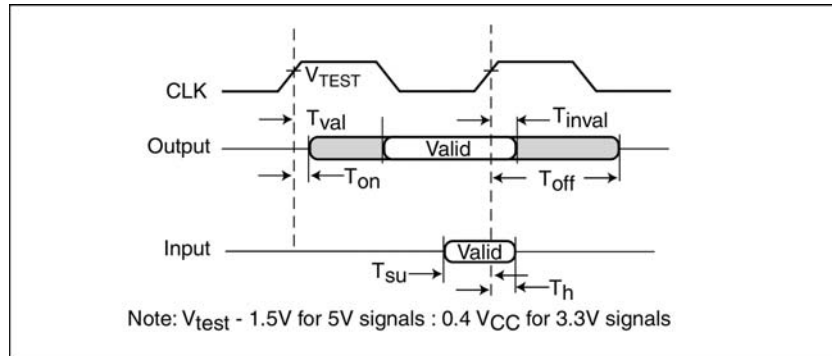 VTEST
CLK
Tval
Tinval
Output
Valid
Ton
Toff
Input
Valid
Tsu
Th
Note: Vtest - 1.5V for 5V signals : 0.4 VCC for 3.3V signals